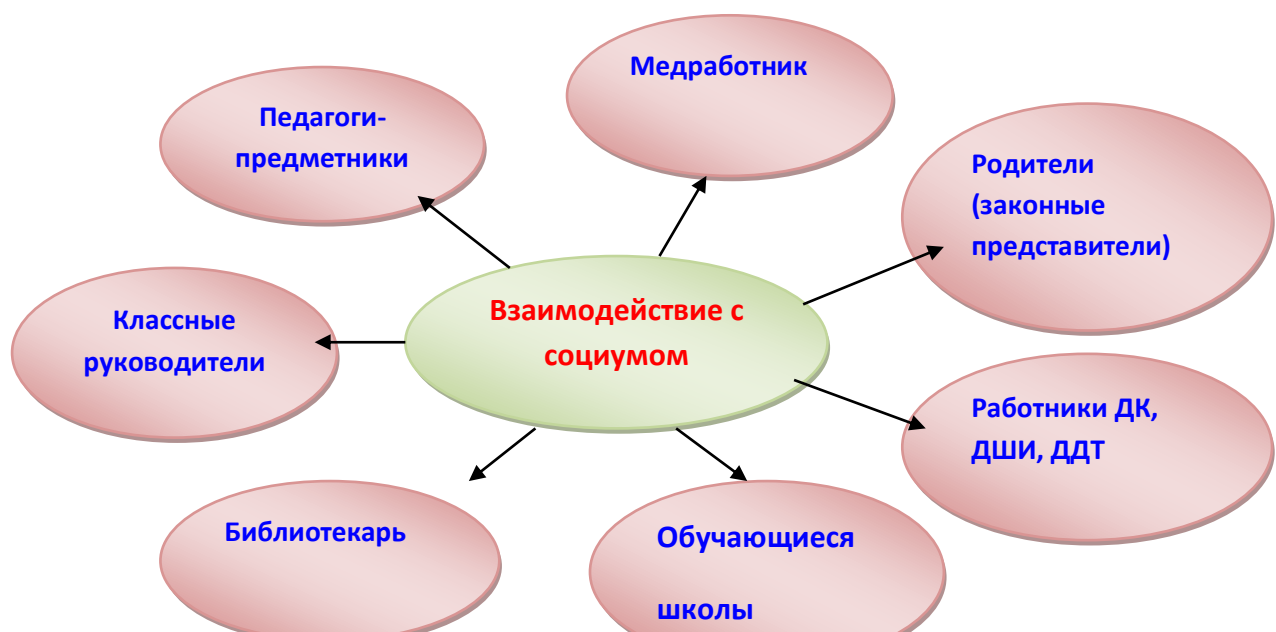 Медработник
Педагоги-
предметники
Родители
(законные
представители)
Взаимодействие с
социумом
Классные
руководители
Работники ДК,
ДШИ, ДДТ
Библиотекарь
Обучающиеся
школы